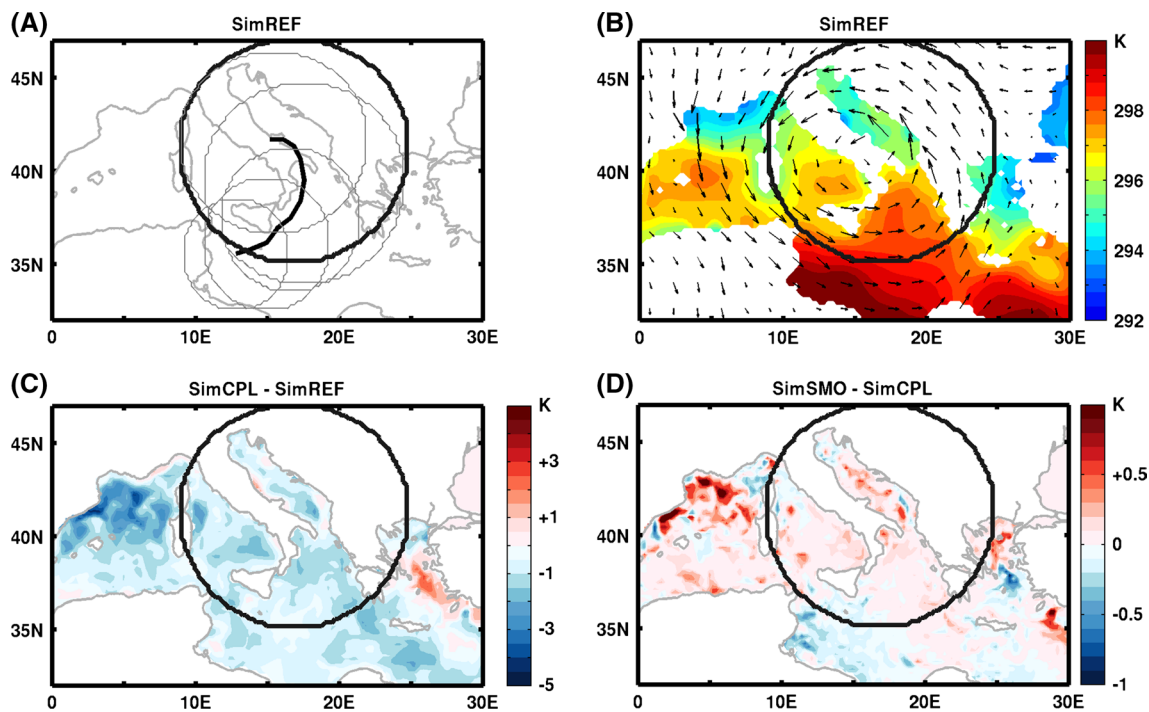 (A) SimREF
45N
40N
35N
0 10E 20E 30E
(B) SimREF
45N
40N
35N
0 10E 20E 30E
K
298
296
294
292
(C) SimCPL - SimREF
45N
40N
35N
0 10E 20E 30E
K
+3
+1
-1
-3
-5
(D) SimSMO - SimCPL
45N
40N
35N
0 10E 20E 30E
K
+0.5
0
-0.5
-1